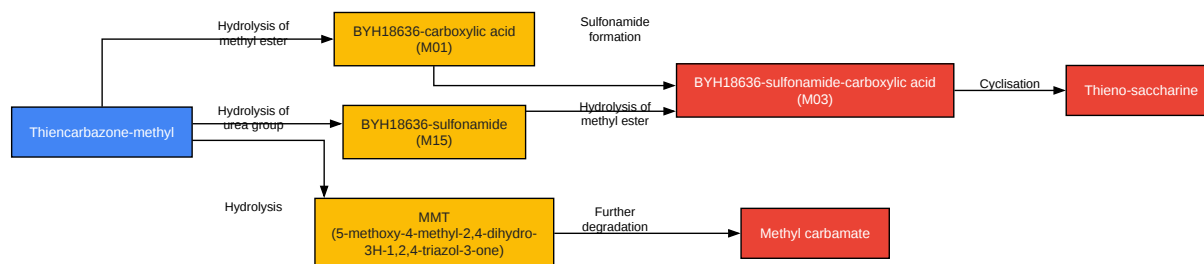 Hydrolysis of
methyl ester
BYH18636-carboxylic acid
(M01)
Sulfonamide
formation
Thiencarbazone-methyl
Hydrolysis of
urea group
BYH18636-sulfonamide
(M15)
Hydrolysis of
methyl ester
BYH18636-sulfonamide-carboxylic acid
(M03)
Cyclisation
Thieno-saccharine
Hydrolysis
MMT
(5-methoxy-4-methyl-2,4-dihydro-
3H-1,2,4-triazol-3-one)
Further
degradation
Methyl carbamate